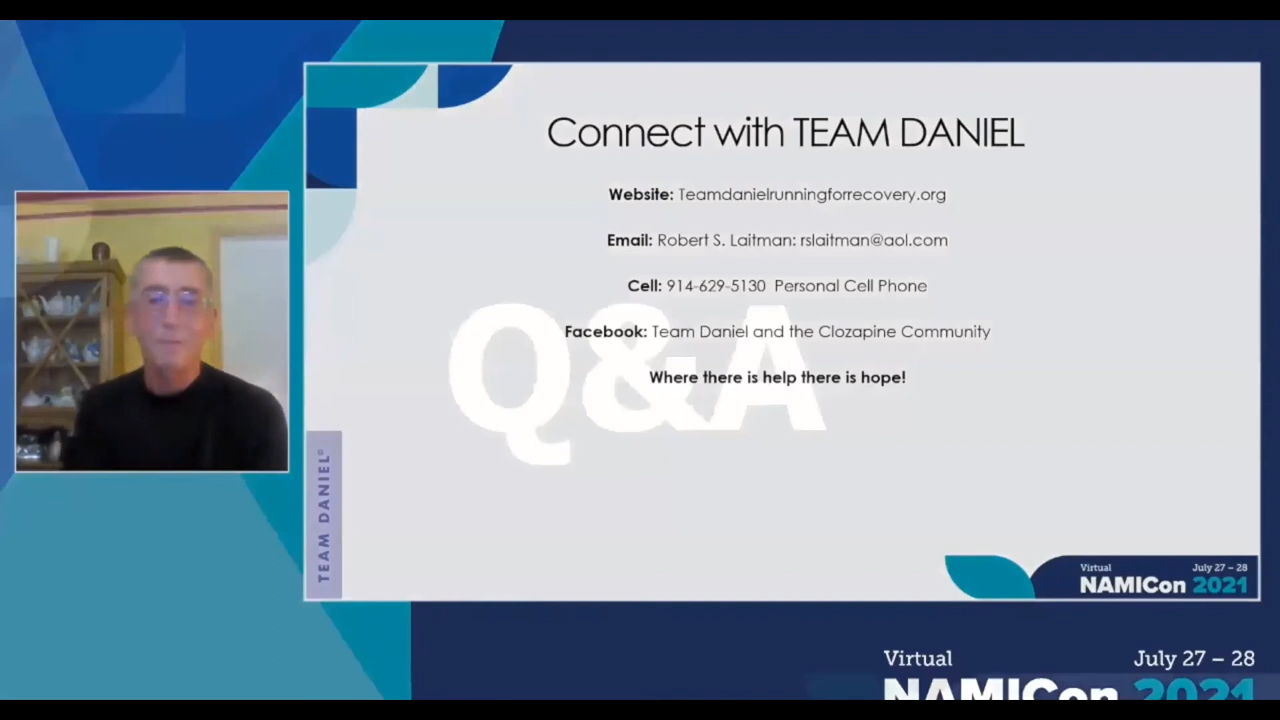 Connect with TEAM DANIEL
Website: Teamdanielrunningforrecovery.org
Email: Robert S. Laitman: rslaitman@aol.com
Cell: 914-629-5130 Personal Cell Phone
Facebook: Team Daniel and the Clozapine Community
Where there is help there is hope!
Q&A
TEAM DANIEL©
Virtual July 27 – 28
NAMICon 2021
Virtual July 27 – 28
NAMICon 2021